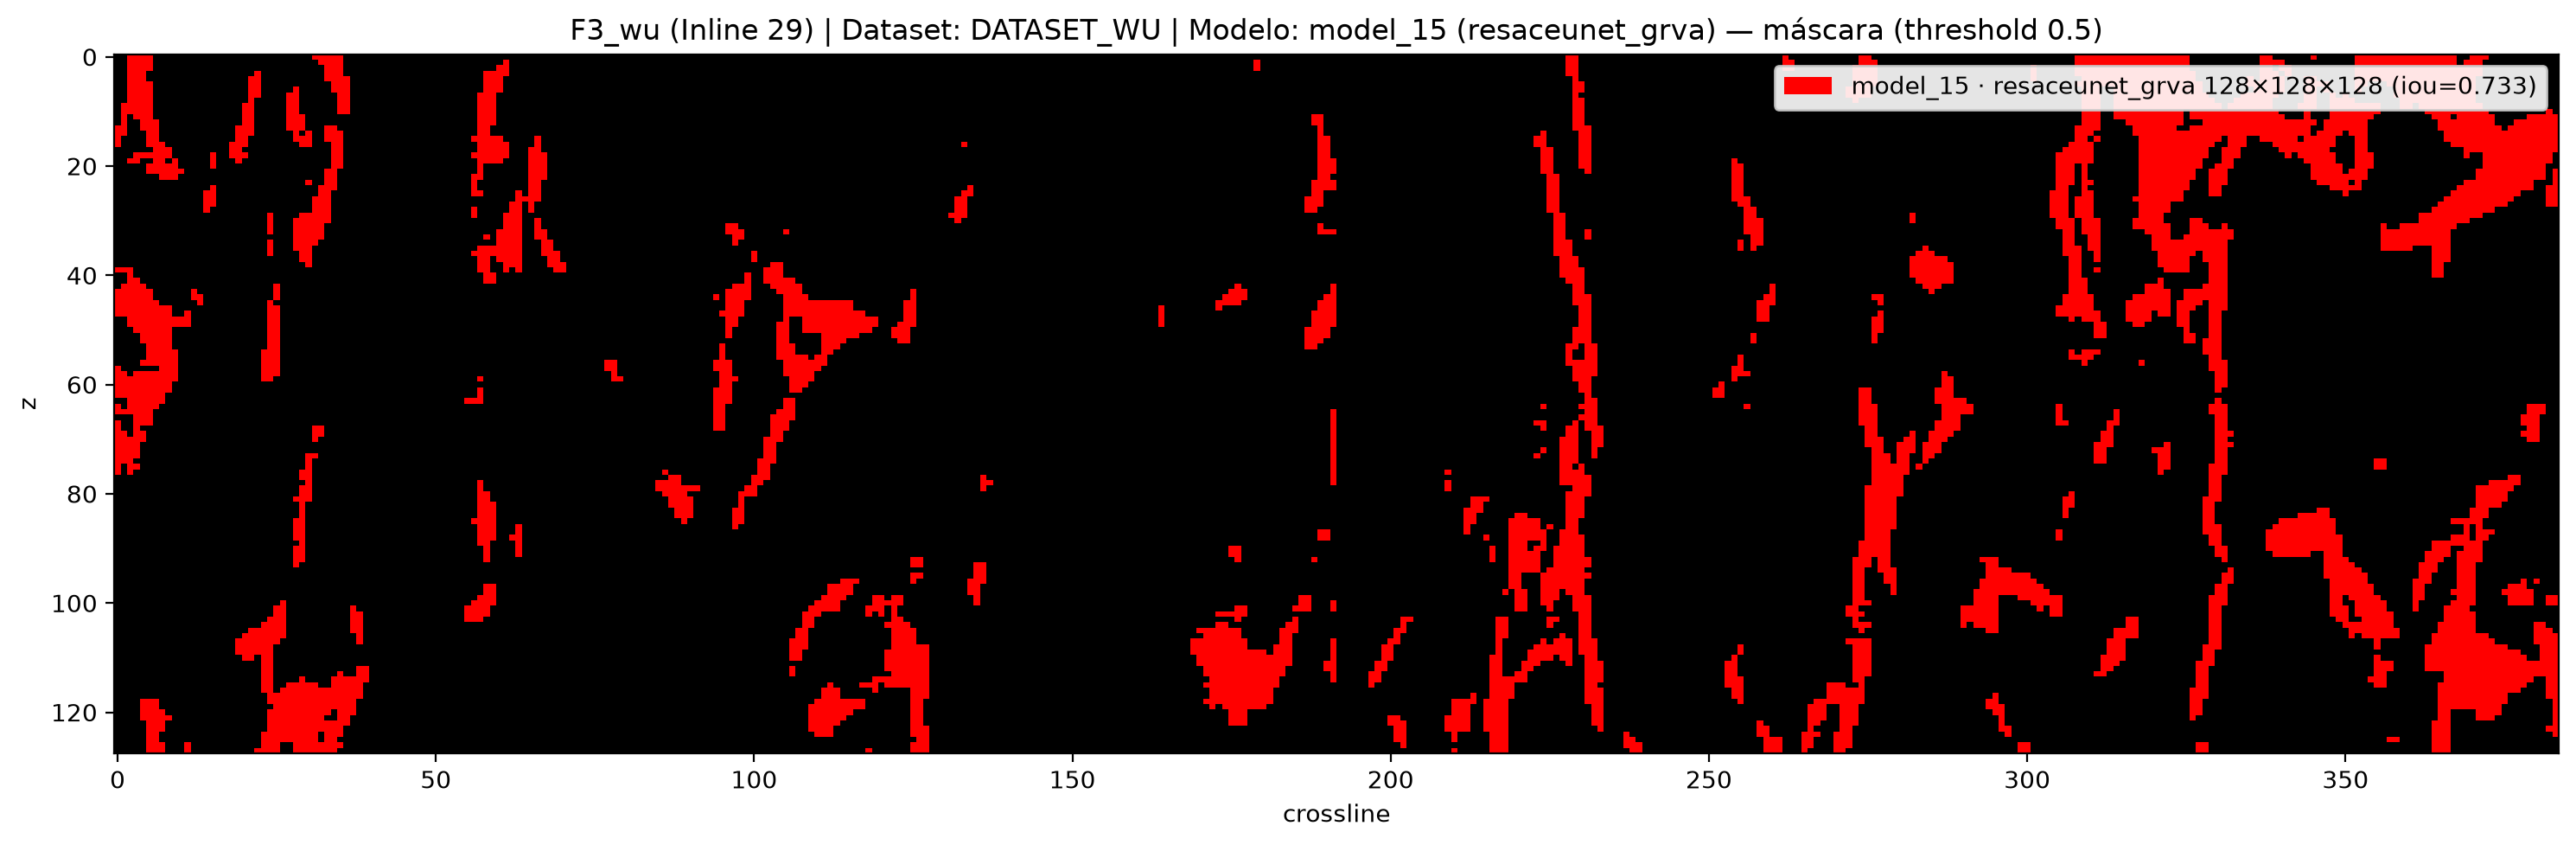 F3_wu (Inline 29) | Dataset: DATASET_WU | Modelo: model_15 (resaceunet_grva) — máscara (threshold 0.5)
model_15 · resaceunet_grva 128×128×128 (iou=0.733)
z
0
20
40
60
80
100
120
0 50 100 150 200 250 300 350
crossline